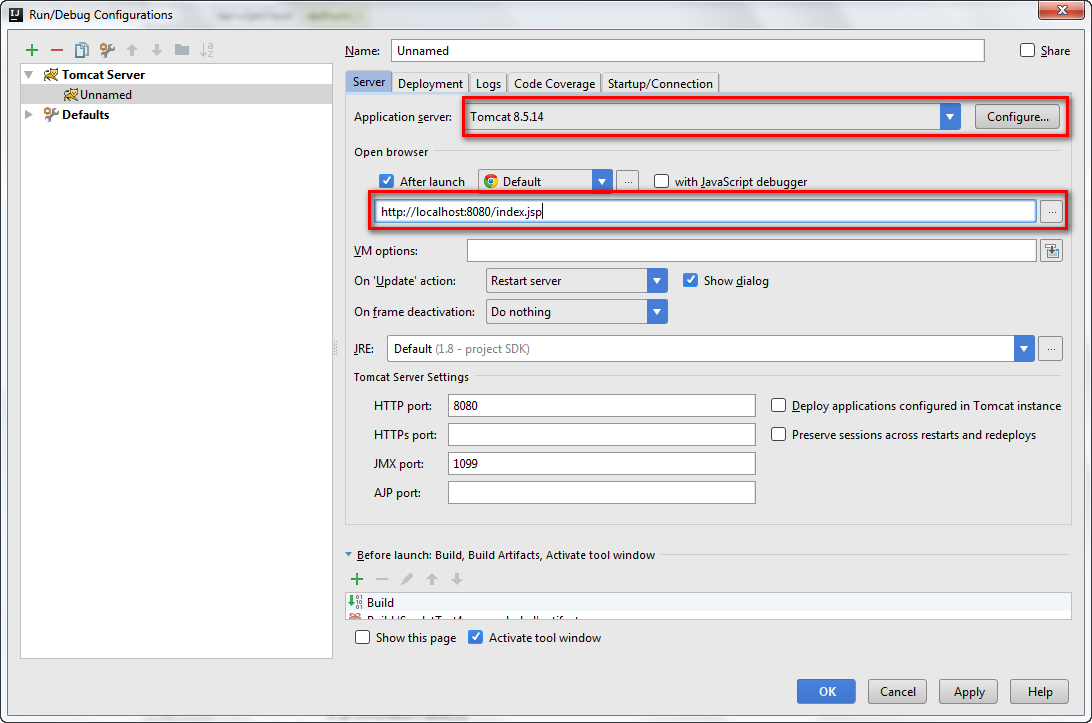 Run/Debug Configurations
Name: Unnamed Share
Tomcat Server
Unnamed
Defaults
Server Deployment Logs Code Coverage Startup/Connection
Application server: Tomcat 8.5.14 Configure...
Open browser
After launch Default ... with JavaScript debugger
http://localhost:8080/index.jsp ...
VM options:
On 'Update' action: Restart server Show dialog
On frame deactivation: Do nothing
JRE: Default (1.8 - project SDK) ...
Tomcat Server Settings
HTTP port: 8080 Deploy applications configured in Tomcat instance
HTTPs port: Preserve sessions across restarts and redeploys
JMX port: 1099
AJP port:
Before launch: Build, Build Artifacts, Activate tool window
Build
Show this page Activate tool window
OK Cancel Apply Help